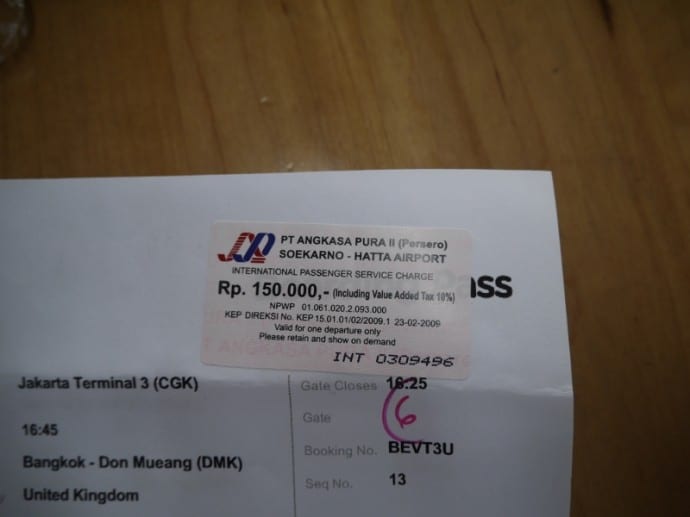 PT ANGKASA PURA II (Persero)
SOEKARNO - HATTA AIRPORT
INTERNATIONAL PASSENGER SERVICE CHARGE
Rp. 150.000,- (Including Value Added Tax 10%)
NPWP 01.061.020.2.093.000
KEP DIREKSI No. KEP 15.01.01/02/2009.1 23-02-2009
Valid for one departure only
Please retain and show on demand
INT 0309496
Jakarta Terminal 3 (CGK)
Gate Closes 16:25
16:45
Gate 6
Bangkok - Don Mueang (DMK)
Booking No. BEVT3U
United Kingdom
Seq No. 13